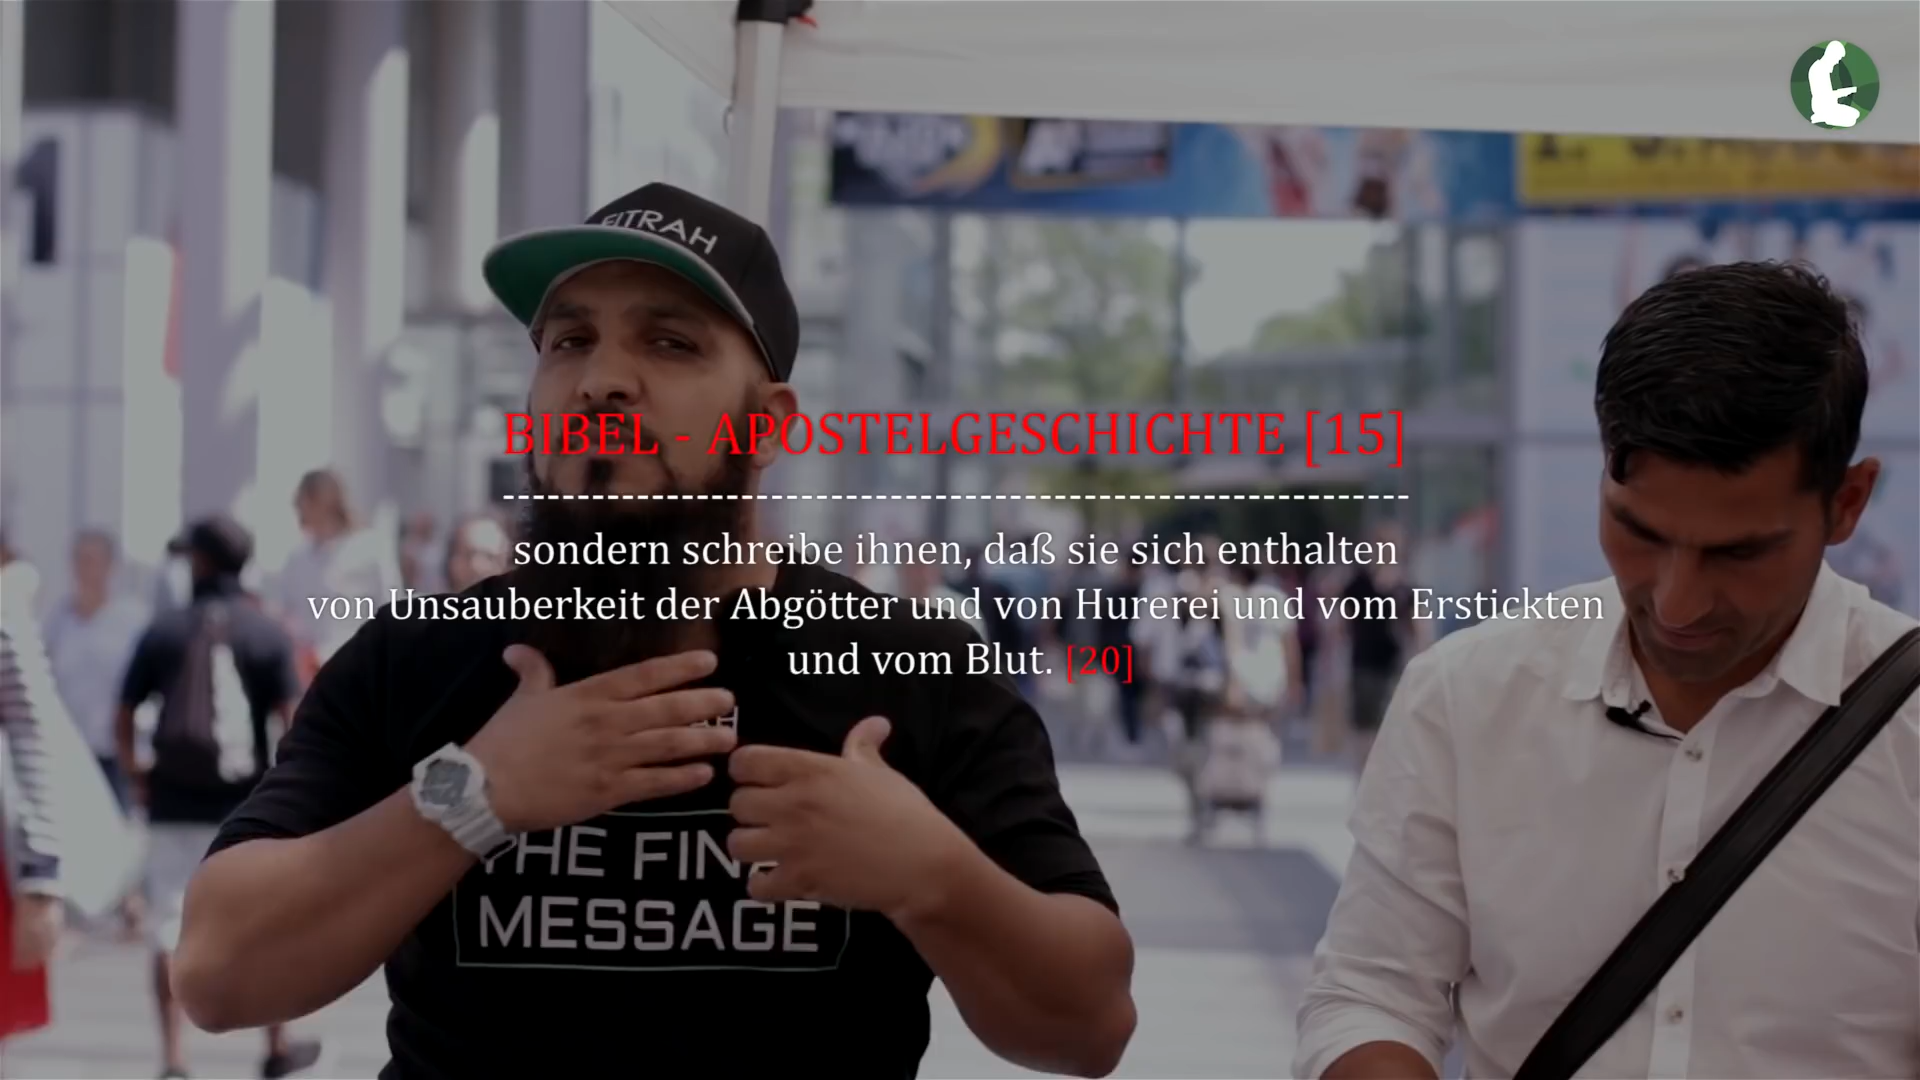 FITRAH
BIBEL - APOSTELGESCHICHTE [15]
sondern schreibe ihnen, daß sie sich enthalten
von Unsauberkeit der Abgötter und von Hurerei und vom Erstickten
und vom Blut. [20]
THE
MESSAGE